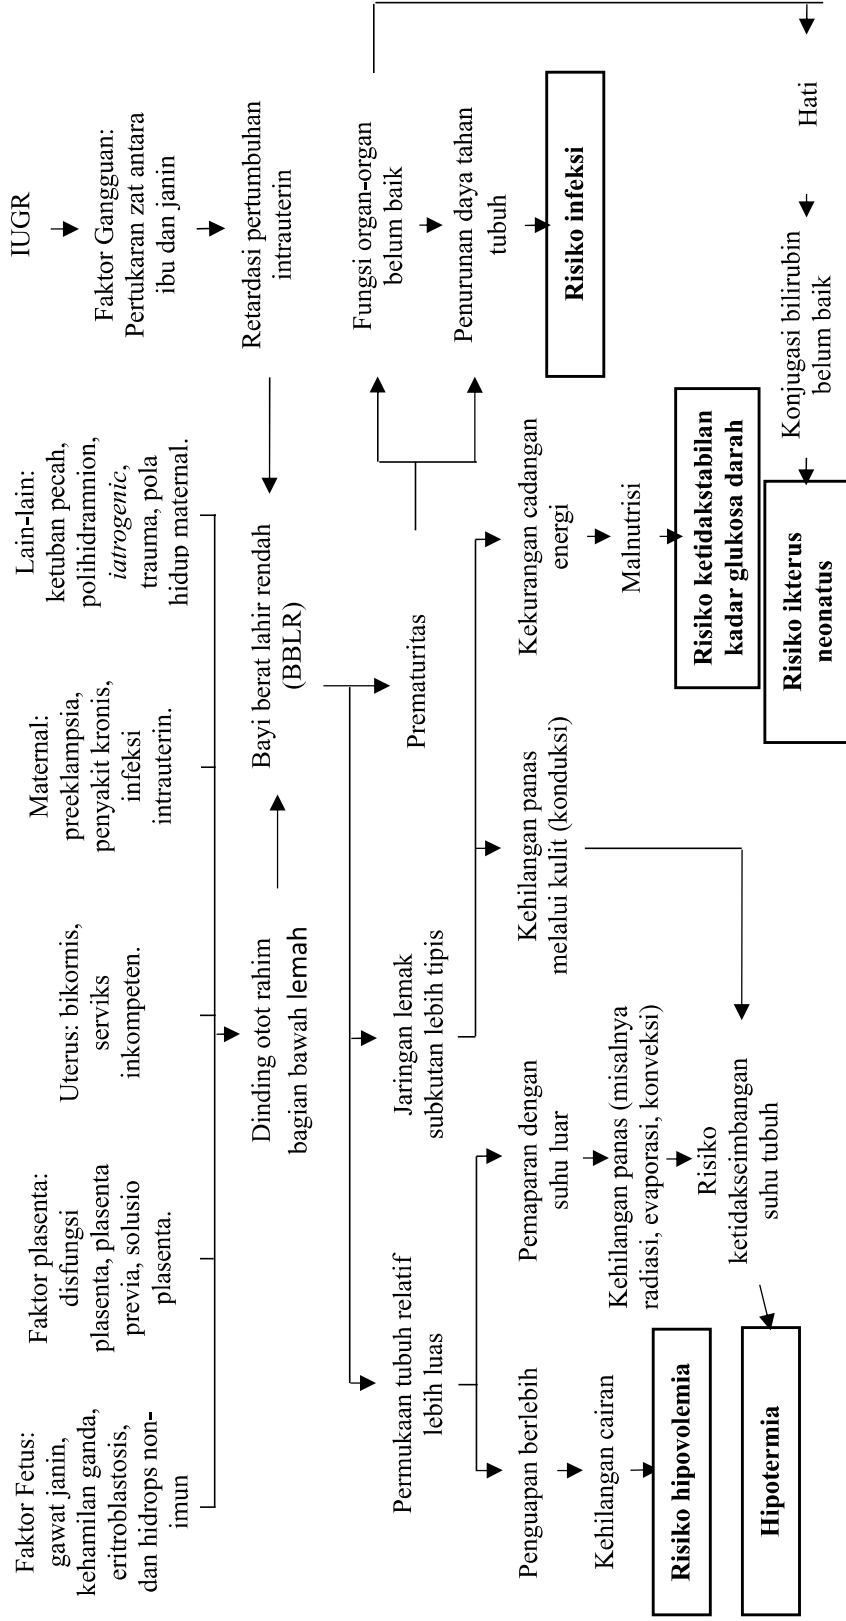 Faktor Fetus:
gawat janin,
kehamilan ganda,
eritroblastosis,
dan hidrops non-
imun
Faktor plasenta:
disfungsi
plasenta, plasenta
previa, solusio
plasenta.
Uterus: bikornis,
serviks
inkompeten.
Maternal:
preeklampsia,
penyakit kronis,
infeksi
intrauterin.
Lain-lain:
ketuban pecah,
polihidramnion,
iatrogenic,
trauma, pola
hidup maternal.
IUGR
Faktor Gangguan:
Pertukaran zat antara
ibu dan janin
Retardasi pertumbuhan
intrauterin
Dinding otot rahim
bagian bawah lemah
Bayi berat lahir rendah
(BBLR)
Permukaan tubuh relatif
lebih luas
Jaringan lemak
subkutan lebih tipis
Prematuritas
Fungsi organ-organ
belum baik
Penurunan daya tahan
tubuh
Risiko infeksi
Penguapan berlebih
Kehilangan cairan
Risiko hipovolemia
Pemaparan dengan
suhu luar
Kehilangan panas (misalnya
radiasi, evaporasi, konveksi)
Risiko
ketidakseimbangan
suhu tubuh
Hipotermia
Kehilangan panas
melalui kulit (konduksi)
Kekurangan cadangan
energi
Malnutrisi
Risiko ketidakstabilan
kadar glukosa darah
Hati
Konjugasi bilirubin
belum baik
Risiko ikterus
neonatus